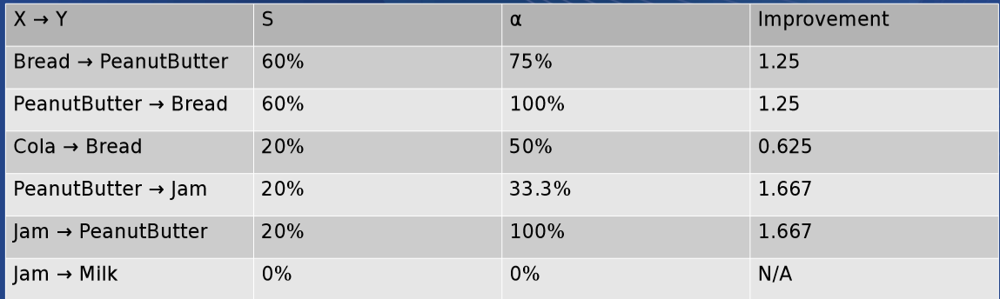 X → Y S α Improvement
Bread → PeanutButter 60% 75% 1.25
PeanutButter → Bread 60% 100% 1.25
Cola → Bread 20% 50% 0.625
PeanutButter → Jam 20% 33.3% 1.667
Jam → PeanutButter 20% 100% 1.667
Jam → Milk 0% 0% N/A